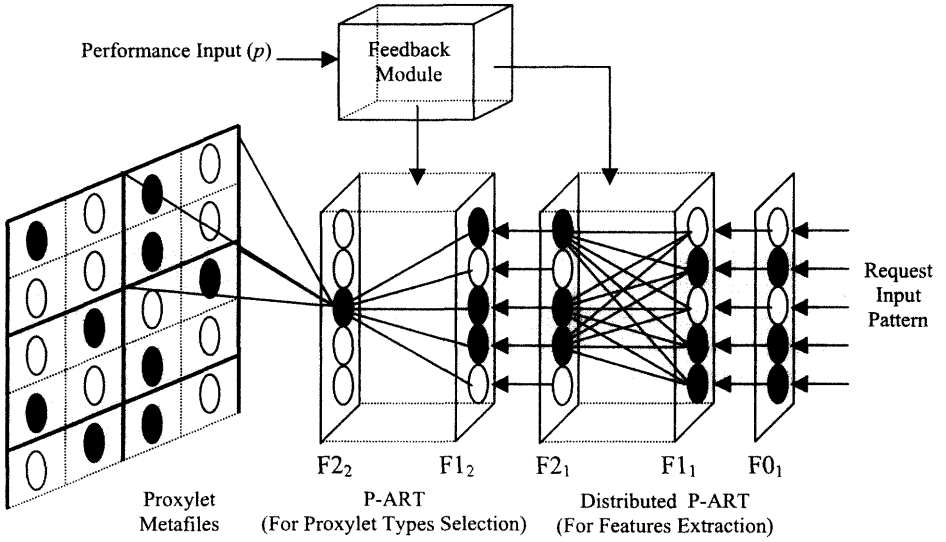 Performance Input (p)
Feedback
Module
Request
Input
Pattern
F2₂
F1₂
F2₁
F1₁
F0₁
Proxylet
Metafiles
P-ART
(For Proxylet Types Selection)
Distributed P-ART
(For Features Extraction)